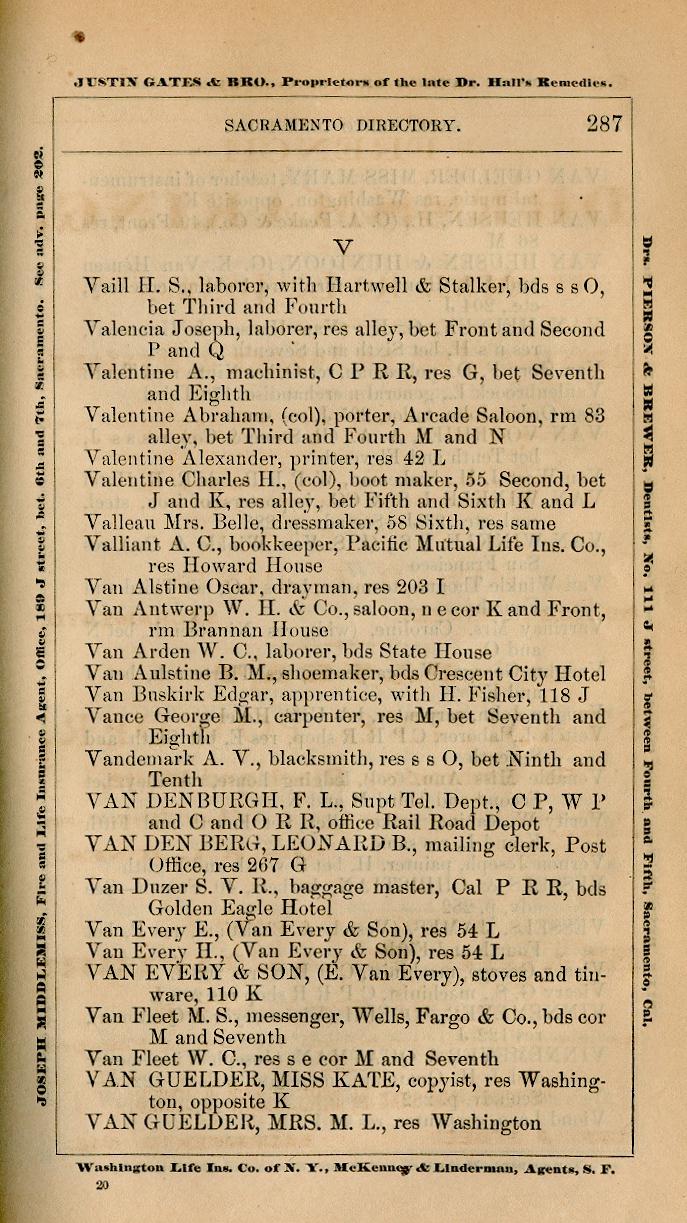 JUSTIN GATES & BRO., Proprietors of the late Dr. Hall's Remedies.
SACRAMENTO DIRECTORY. 287
V
Vaill H. S., laborer, with Hartwell & Stalker, bds s s O,
bet Third and Fourth
Valencia Joseph, laborer, res alley, bet Front and Second
P and Q
Valentine A., machinist, C P R R, res G, bet Seventh
and Eighth
Valentine Abraham, (col), porter, Arcade Saloon, rm 83
alley, bet Third and Fourth M and N
Valentine Alexander, printer, res 42 L
Valentine Charles H., (col), boot maker, 55 Second, bet
J and K, res alley, bet Fifth and Sixth K and L
Valleau Mrs. Belle, dressmaker, 58 Sixth, res same
Valliant A. C., bookkeeper, Pacific Mutual Life Ins. Co.,
res Howard House
Van Alstine Oscar, drayman, res 203 I
Van Antwerp W. H. & Co., saloon, n e cor K and Front,
rm Brannan House
Van Arden W. C., laborer, bds State House
Van Aulstine B. M., shoemaker, bds Crescent City Hotel
Van Buskirk Edgar, apprentice, with H. Fisher, 118 J
Vance George M., carpenter, res M, bet Seventh and
Eighth
Vandemark A. V., blacksmith, res s s O, bet Ninth and
Tenth
VAN DENBURGH, F. L., Supt Tel. Dept., C P, W P
and C and O R R, office Rail Road Depot
VAN DEN BERG, LEONARD B., mailing clerk, Post
Office, res 267 G
Van Duzer S. V. R., baggage master, Cal P R R, bds
Golden Eagle Hotel
Van Every E., (Van Every & Son), res 54 L
Van Every H., (Van Every & Son), res 54 L
VAN EVERY & SON, (E. Van Every), stoves and tin-
ware, 110 K
Van Fleet M. S., messenger, Wells, Fargo & Co., bds cor
M and Seventh
Van Fleet W. C., res s e cor M and Seventh
VAN GUELDER, MISS KATE, copyist, res Washing-
ton, opposite K
VAN GUELDER, MRS. M. L., res Washington
Washington Life Ins. Co. of N. Y., McKenney & Linderman, Agents, S. F.
20
JOSEPH MIDDLEMISS, Fire and Life Insurance Agent, Office, 189 J street, bet. 6th and 7th, Sacramento. See adv. page 202.
Drs. PIERSON & BREWER, Dentists, No. 111 J street, between Fourth and Fifth, Sacramento, Cal.